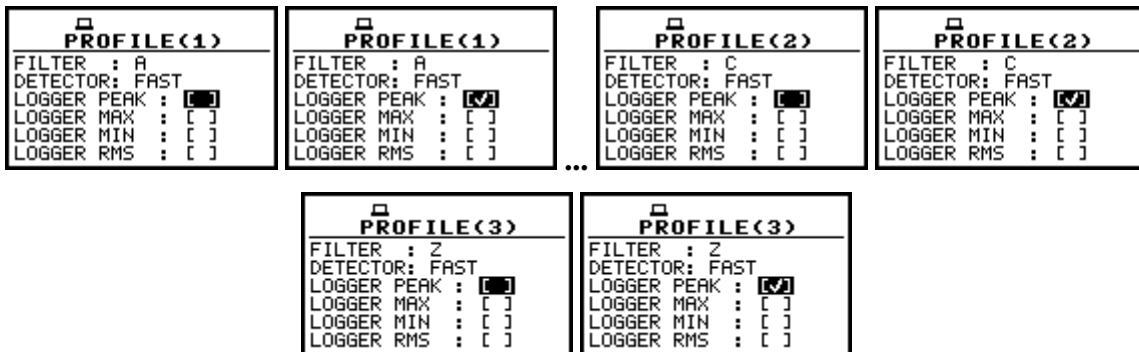 PROFILE(1)
FILTER : A
DETECTOR: FAST
LOGGER PEAK : [ ]
LOGGER MAX : [ ]
LOGGER MIN : [ ]
LOGGER RMS : [ ]
PROFILE(1)
FILTER : A
DETECTOR: FAST
LOGGER PEAK : [√]
LOGGER MAX : [ ]
LOGGER MIN : [ ]
LOGGER RMS : [ ]
...
PROFILE(2)
FILTER : C
DETECTOR: FAST
LOGGER PEAK : [ ]
LOGGER MAX : [ ]
LOGGER MIN : [ ]
LOGGER RMS : [ ]
PROFILE(2)
FILTER : C
DETECTOR: FAST
LOGGER PEAK : [√]
LOGGER MAX : [ ]
LOGGER MIN : [ ]
LOGGER RMS : [ ]
PROFILE(3)
FILTER : Z
DETECTOR: FAST
LOGGER PEAK : [ ]
LOGGER MAX : [ ]
LOGGER MIN : [ ]
LOGGER RMS : [ ]
PROFILE(3)
FILTER : Z
DETECTOR: FAST
LOGGER PEAK : [√]
LOGGER MAX : [ ]
LOGGER MIN : [ ]
LOGGER RMS : [ ]